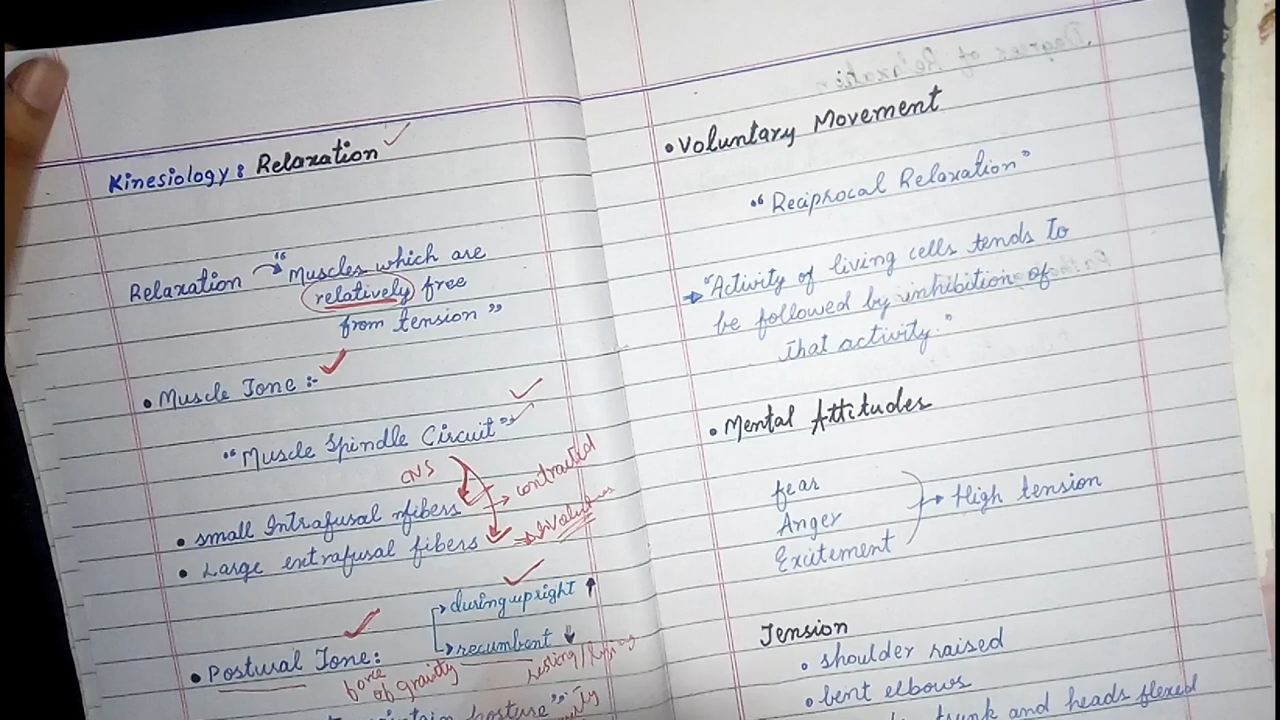 Kinesiology: Relaxation
Relaxation → "Muscles which are
relatively free
from tension"
• Muscle Tone :-
"Muscle Spindle Circuit"
CNS
→ contracted
• small Intrafusal fibers
• Large extrafusal fibers
→ during upright ↑
→ recumbent ↓
• Postural Tone:
force
of gravity
resting/lying
posture"
• Voluntary Movement
"Reciprocal Relaxation"
→ "Activity of living cells tends to
be followed by inhibition of
that activity."
• Mental Attitudes
fear
Anger
Excitement
→ High tension
Tension
• shoulder raised
• bent elbows
trunk and heads flexed